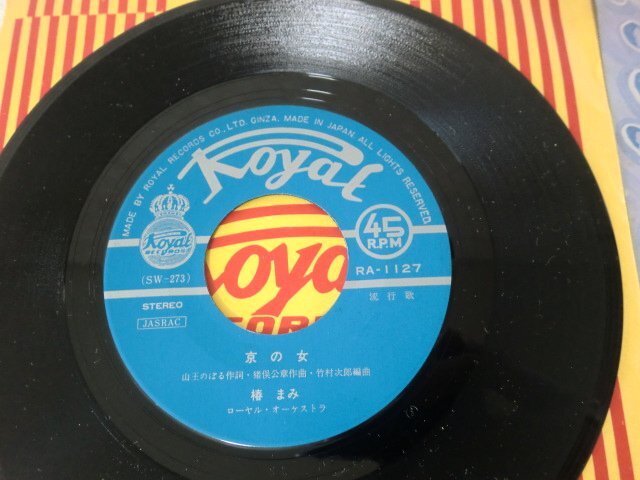 MADE BY ROYAL RECORDS CO., LTD. GINZA. MADE IN JAPAN ALL RIGHTS RESERVED.
Royal
Royal
RECORDS
45
R.P.M
(SW-273)
RA-1127
STEREO
流行歌
JASRAC
京の女
山王のぼる作詞・猪俣公章作曲・竹村次郎編曲
椿 まみ
ローヤル・オーケストラ